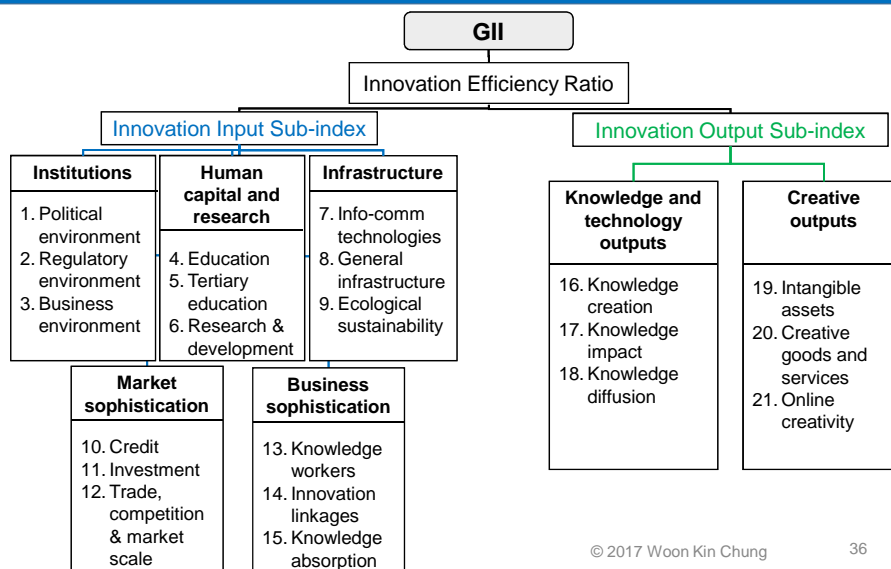 GII
Innovation Efficiency Ratio
Innovation Input Sub-index
Innovation Output Sub-index
Institutions
1. Political
environment
2. Regulatory
environment
3. Business
environment
Human
capital and
research
4. Education
5. Tertiary
education
6. Research &
development
Infrastructure
7. Info-comm
technologies
8. General
infrastructure
9. Ecological
sustainability
Market
sophistication
10. Credit
11. Investment
12. Trade,
competition
& market
scale
Business
sophistication
13. Knowledge
workers
14. Innovation
linkages
15. Knowledge
absorption
Knowledge and
technology
outputs
16. Knowledge
creation
17. Knowledge
impact
18. Knowledge
diffusion
Creative
outputs
19. Intangible
assets
20. Creative
goods and
services
21. Online
creativity
© 2017 Woon Kin Chung
36